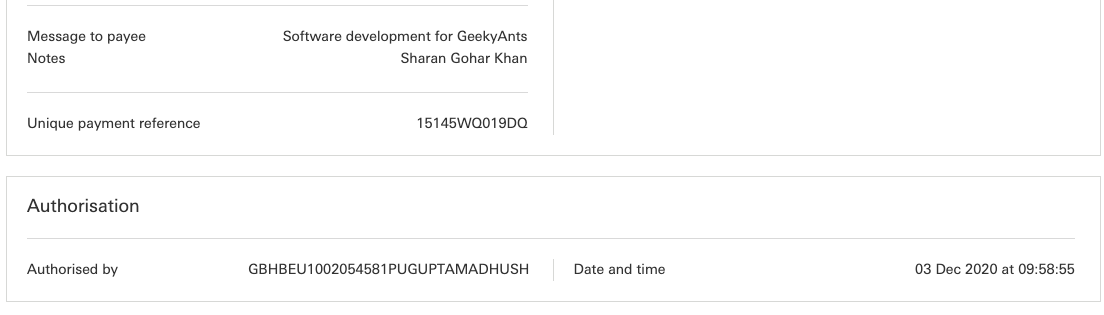 Message to payee Software development for GeekyAnts
Notes Sharan Gohar Khan
Unique payment reference 15145WQ019DQ
Authorisation
Authorised by GBHBEU1002054581PUGUPTAMADHUSH Date and time 03 Dec 2020 at 09:58:55